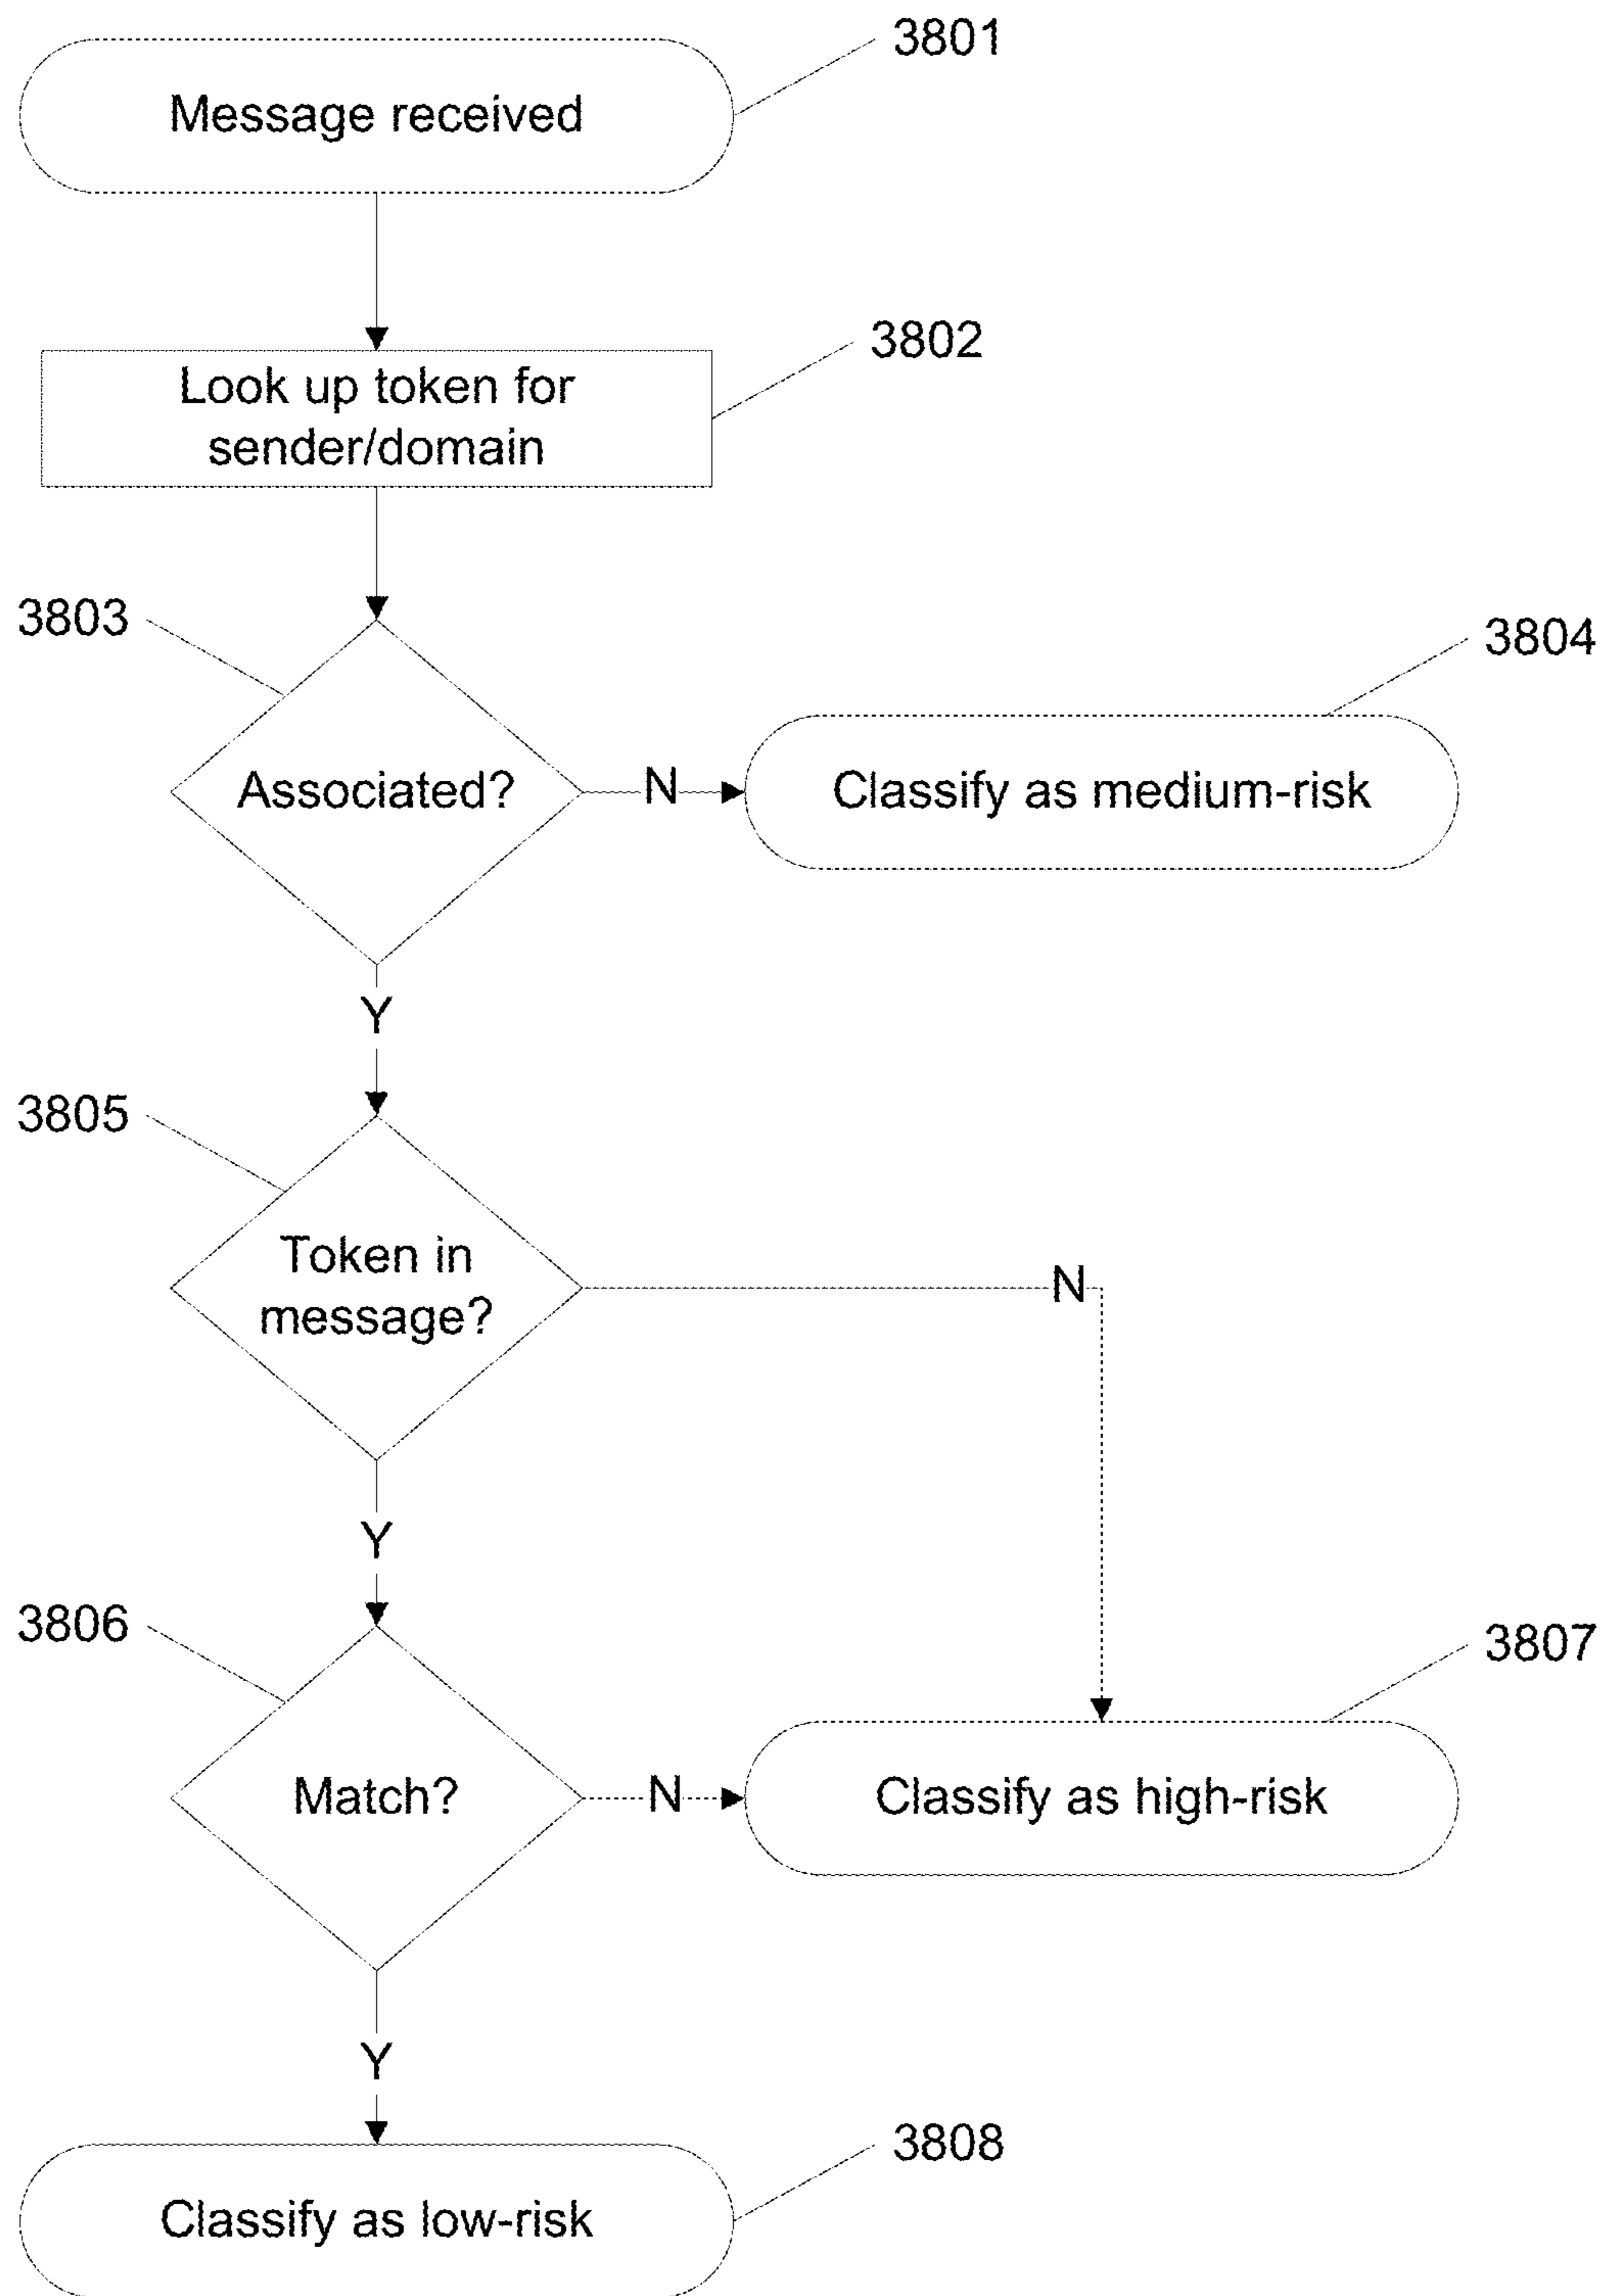 3801
Message received
3802
Look up token for
sender/domain
3803
3804
Associated?
N
Classify as medium-risk
Y
3805
Token in
message?
N
Y
3806
3807
Match?
N
Classify as high-risk
Y
3808
Classify as low-risk